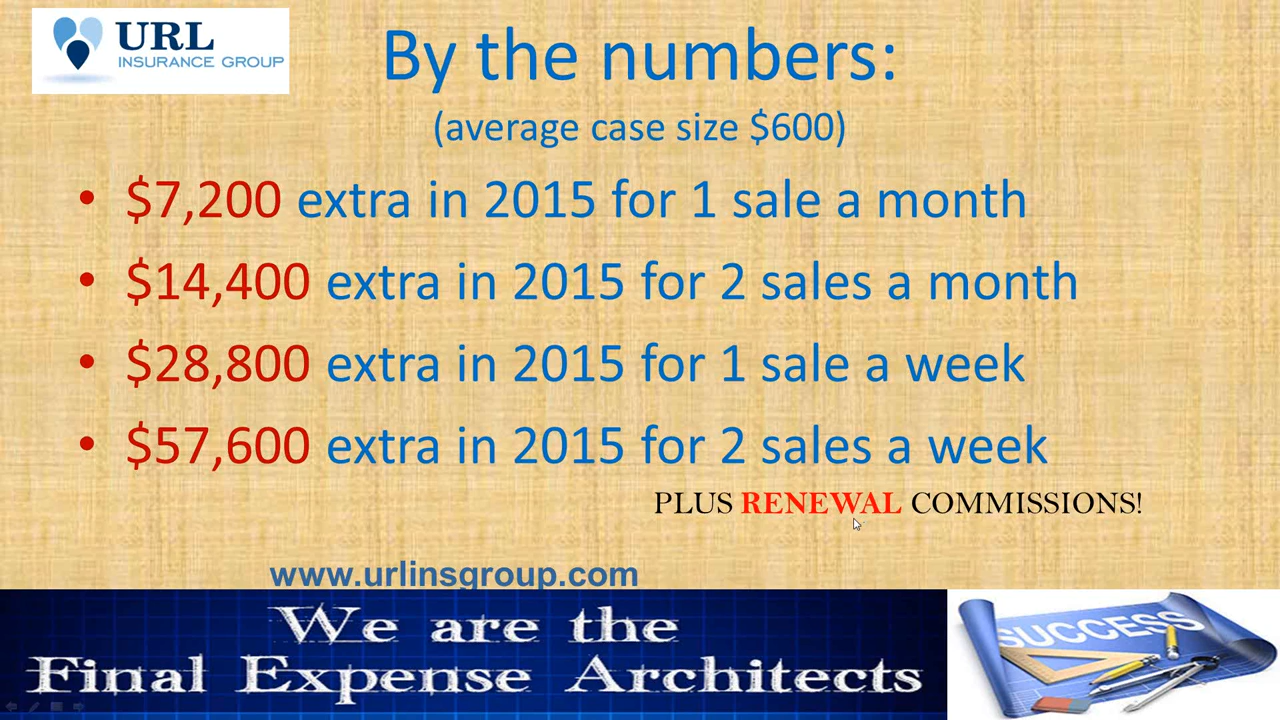 URL
INSURANCE GROUP
By the numbers:
(average case size $600)
• $7,200 extra in 2015 for 1 sale a month
• $14,400 extra in 2015 for 2 sales a month
• $28,800 extra in 2015 for 1 sale a week
• $57,600 extra in 2015 for 2 sales a week
PLUS RENEWAL COMMISSIONS!
www.urlinsgroup.com
We are the
Final Expense Architects
SUCCESS